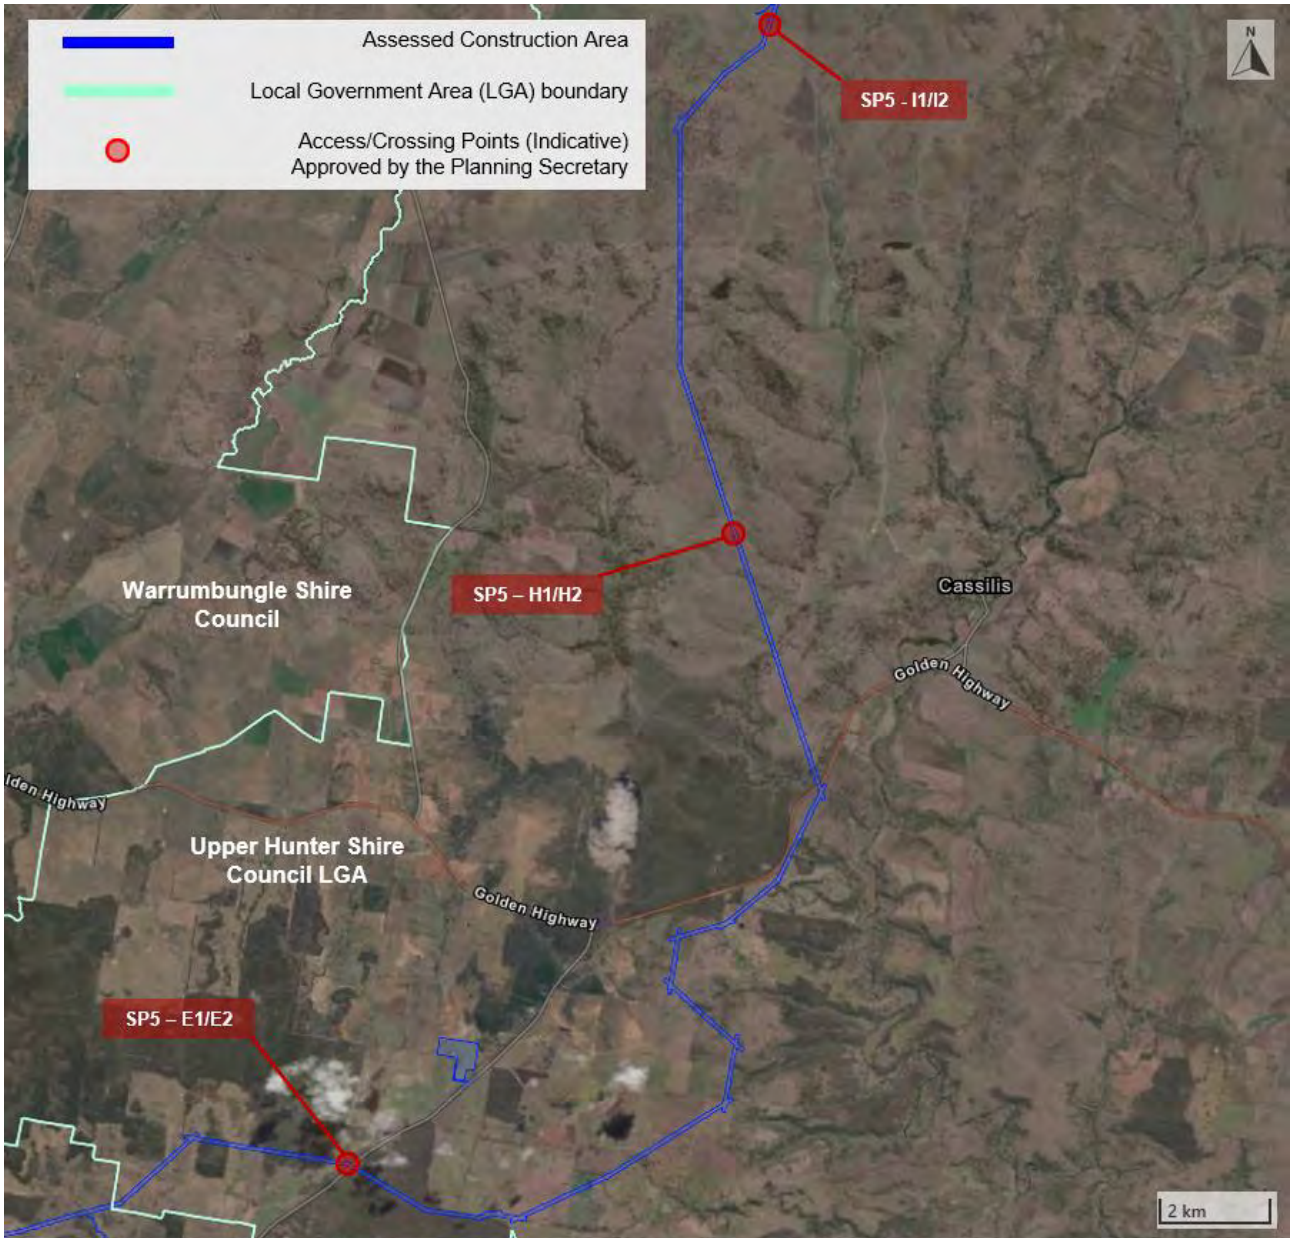 Assessed Construction Area
Local Government Area (LGA) boundary
Access/Crossing Points (Indicative)
Approved by the Planning Secretary
N
SP5 - I1/I2
SP5 – H1/H2
Cassilis
Warrumbungle Shire
Council
Golden Highway
lden Highway
Upper Hunter Shire
Council LGA
Golden Highway
SP5 – E1/E2
2 km